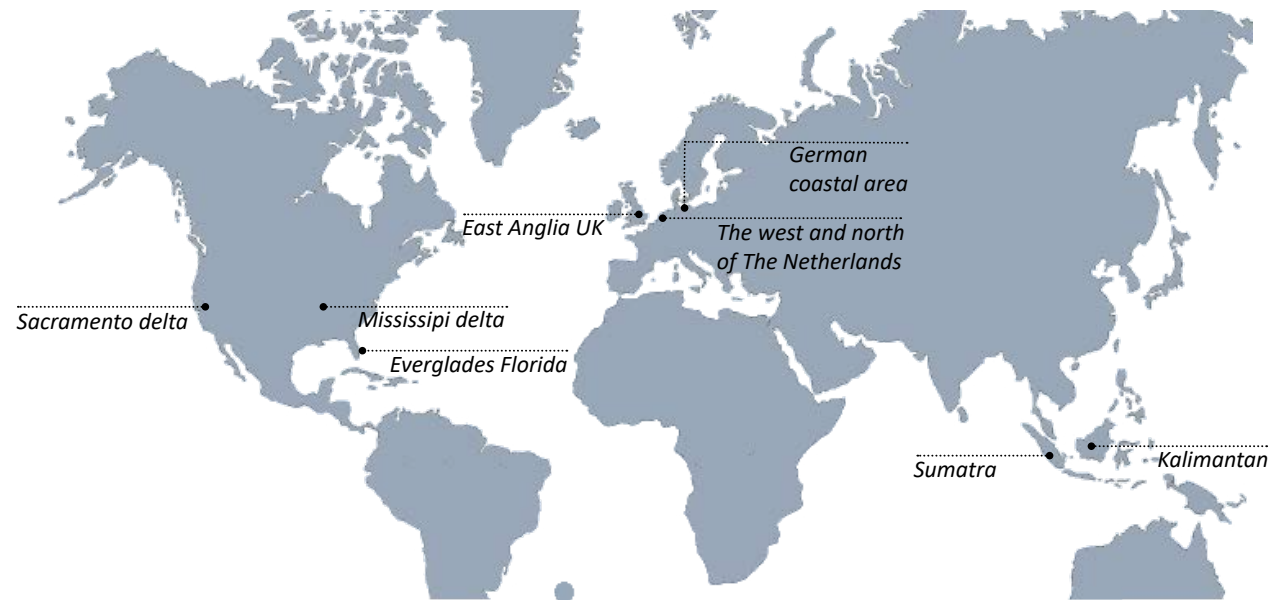 German
coastal area
East Anglia UK
The west and north
of The Netherlands
Sacramento delta
Mississipi delta
Everglades Florida
Sumatra
Kalimantan